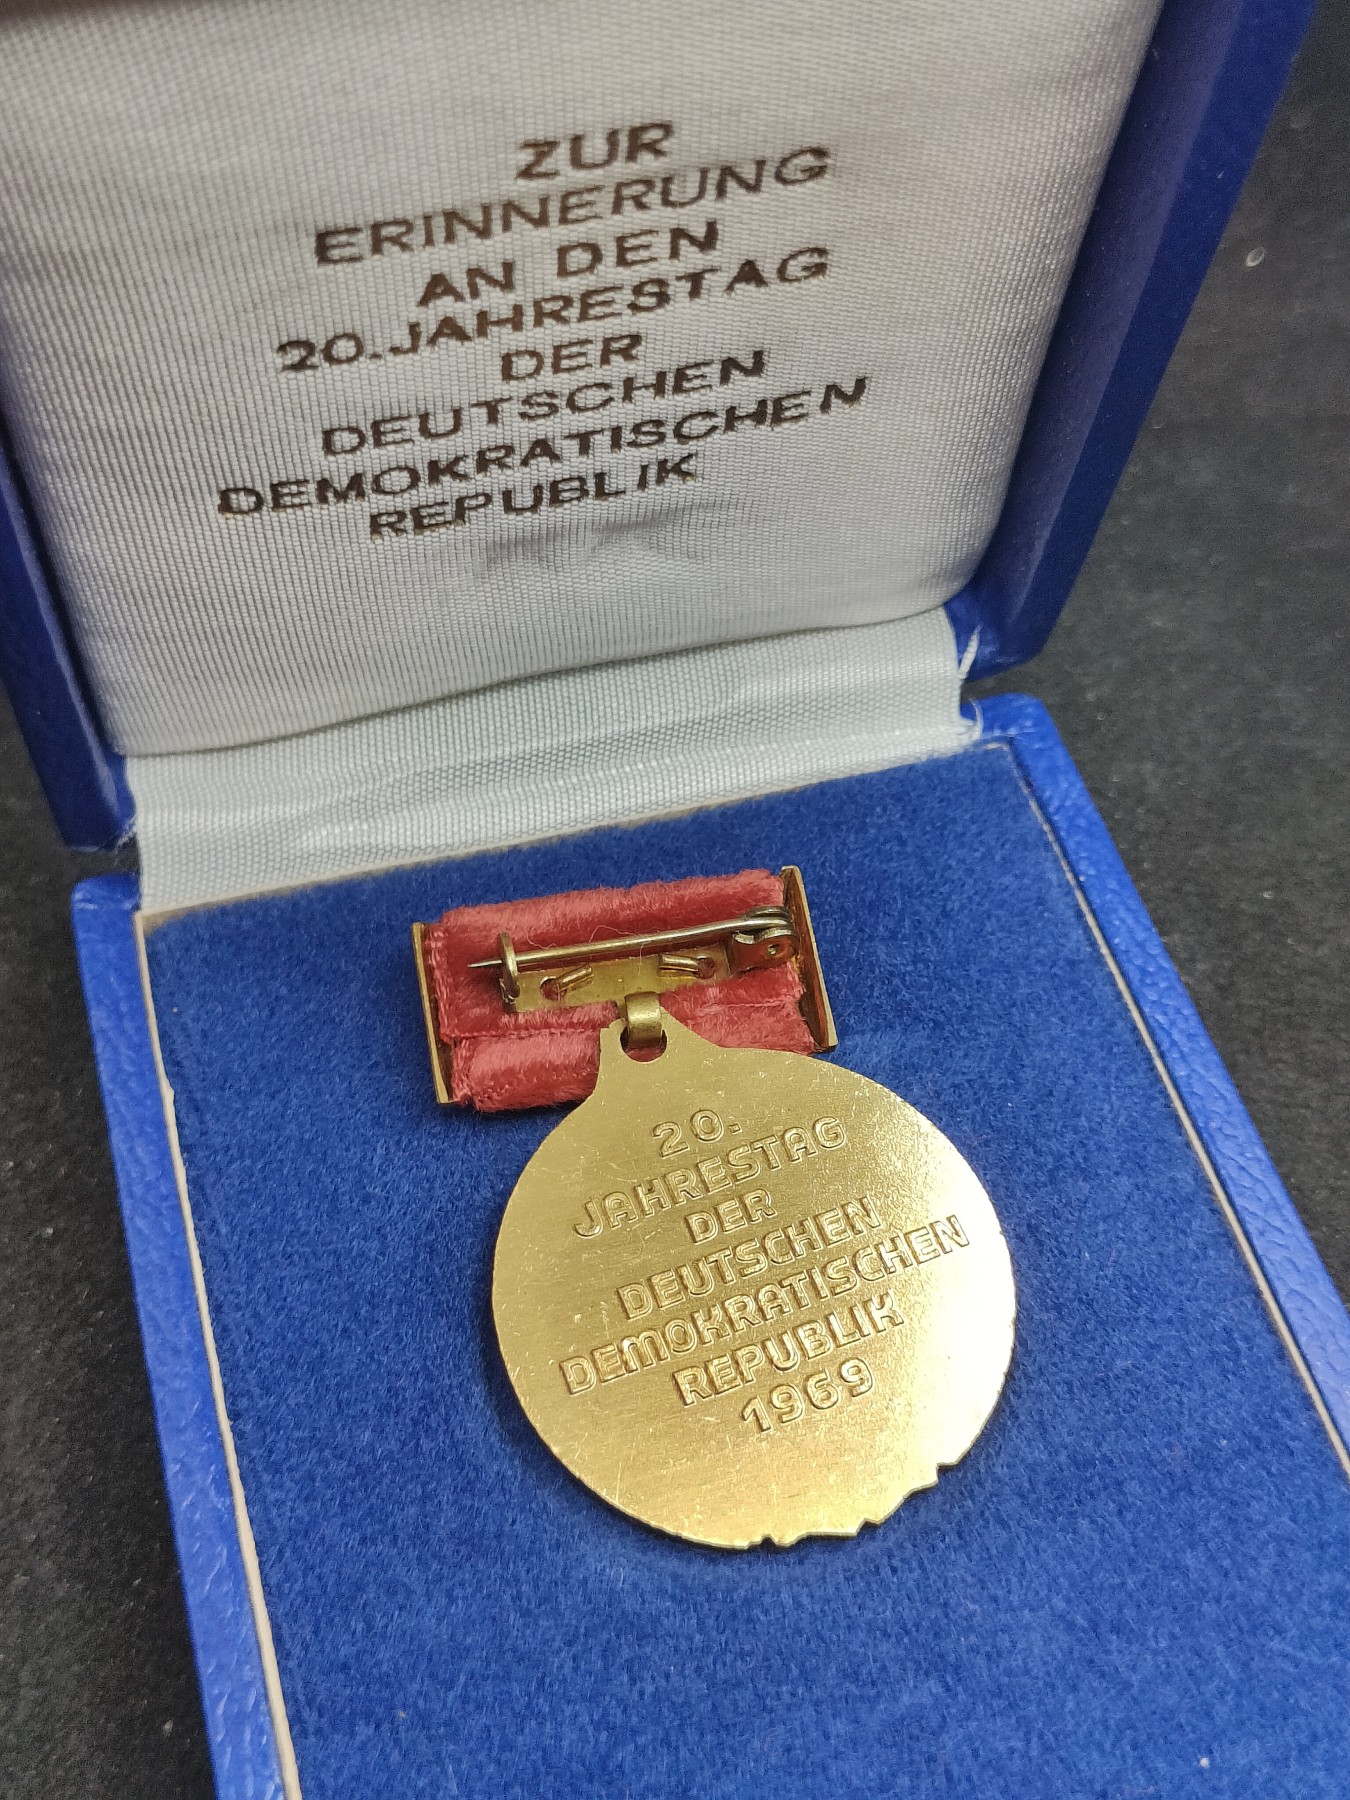 ZUR
ERINNERUNG
AN DEN
20. JAHRESTAG
DER
DEUTSCHEN
DEMOKRATISCHEN
REPUBLIK
20.
JAHRESTAG
DER
DEUTSCHEN
DEMOKRATISCHEN
REPUBLIK
1969